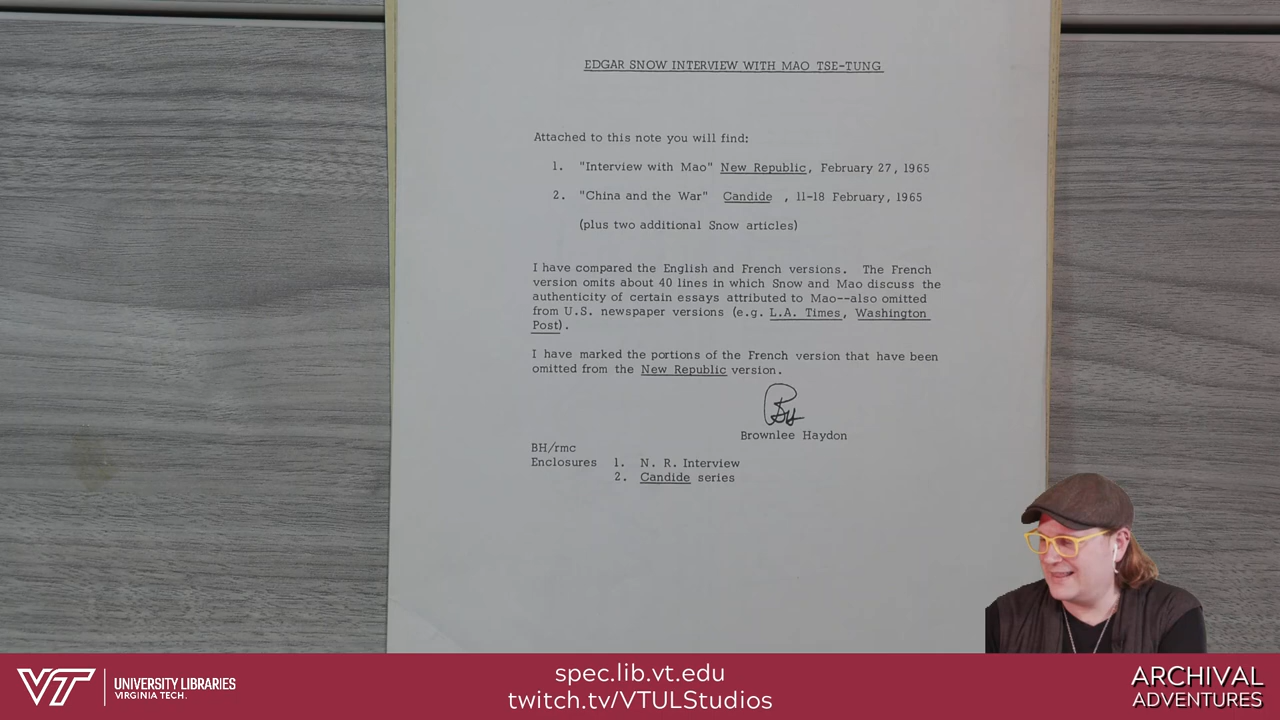 EDGAR SNOW INTERVIEW WITH MAO TSE-TUNG
Attached to this note you will find:
1. "Interview with Mao" New Republic, February 27, 1965
2. "China and the War" Candide , 11-18 February, 1965
(plus two additional Snow articles)
I have compared the English and French versions. The French
version omits about 40 lines in which Snow and Mao discuss the
authenticity of certain essays attributed to Mao--also omitted
from U.S. newspaper versions (e.g. L.A. Times, Washington
Post).
I have marked the portions of the French version that have been
omitted from the New Republic version.
BH
Brownlee Haydon
BH/rmc
Enclosures 1. N. R. Interview
2. Candide series
VT UNIVERSITY LIBRARIES
VIRGINIA TECH.
spec.lib.vt.edu
twitch.tv/VTULStudios
ARCHIVAL
ADVENTURES